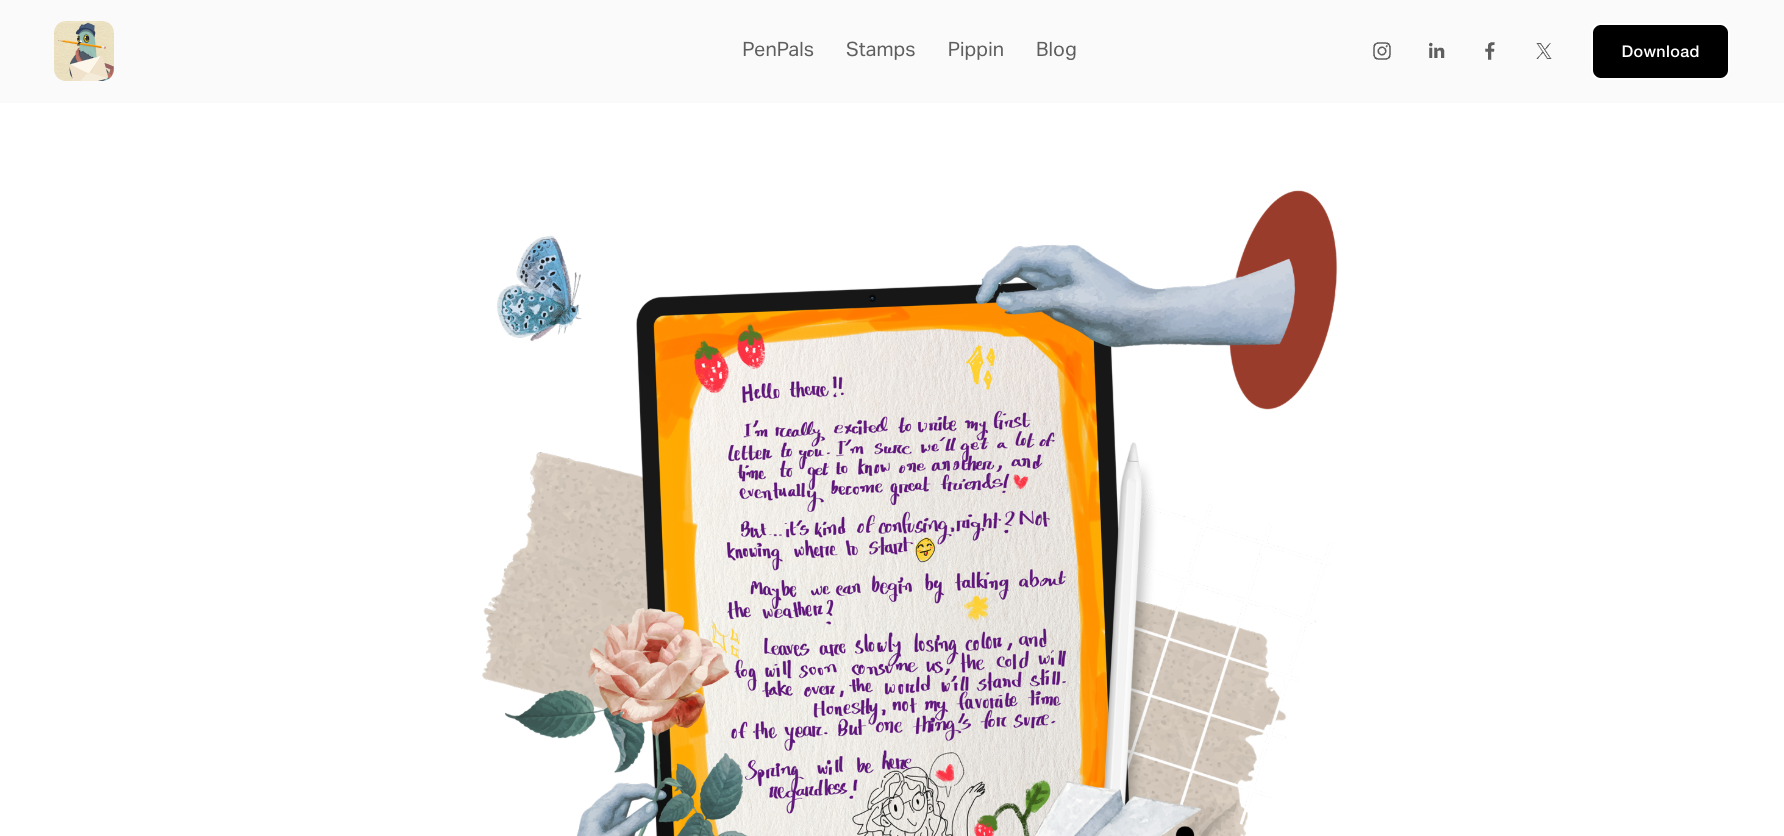 PenPals Stamps Pippin Blog Download
Hello there!!
I'm really excited to write my first
letter to you. I'm sure we'll get a lot of
time to get to know one another, and
eventually become great friends!
But...it's kind of confusing, right? Not
knowing where to start
Maybe we can begin by talking about
the weather?
Leaves are slowly losing color, and
fog will soon consume us, the cold will
take over, the world will stand still.
Honestly, not my favorite time
of the year. But one thing's for sure.
Spring will be here
regardless!